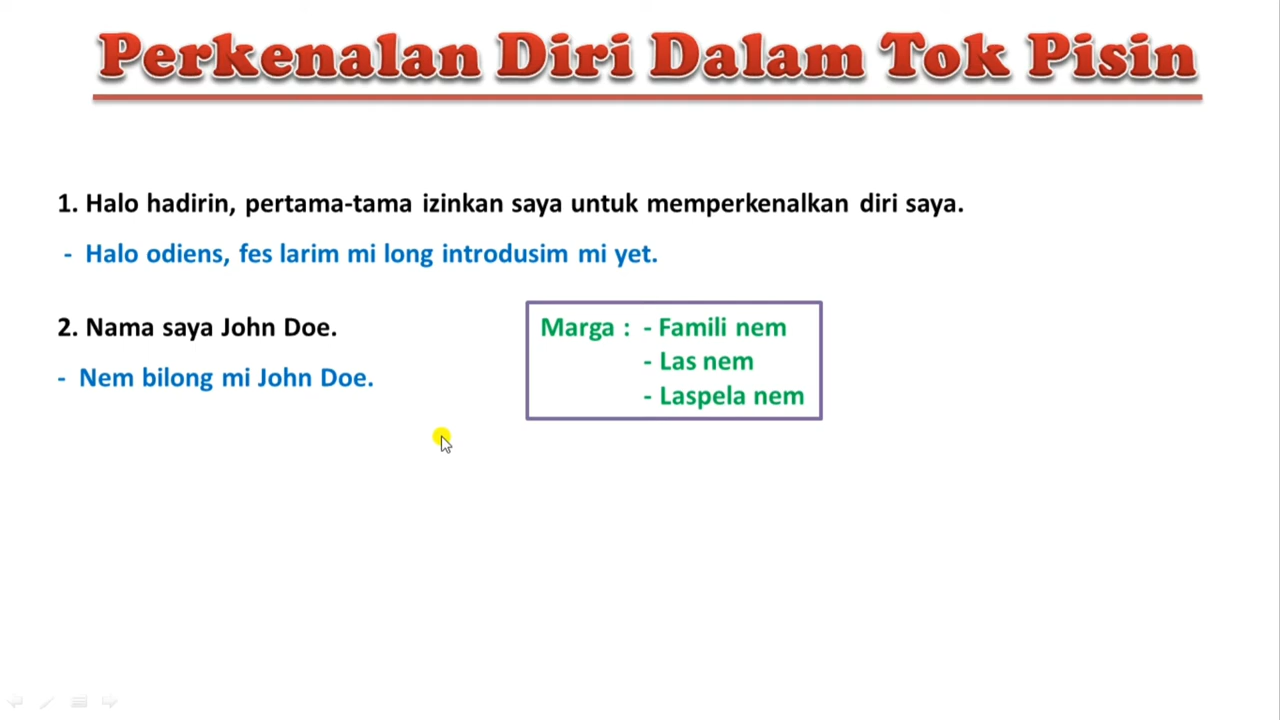 Perkenalan Diri Dalam Tok Pisin
1. Halo hadirin, pertama-tama izinkan saya untuk memperkenalkan diri saya.
- Halo odiens, fes larim mi long introdusim mi yet.
2. Nama saya John Doe.
- Nem bilong mi John Doe.
Marga : - Famili nem
- Las nem
- Laspela nem